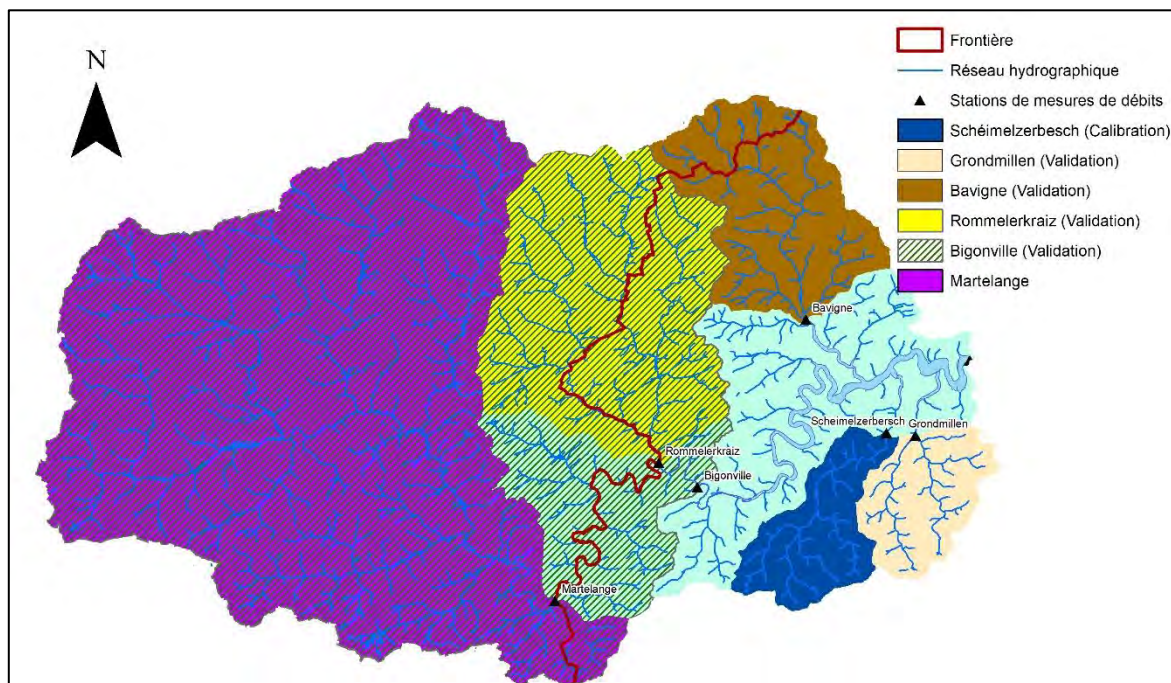 N
Frontière
Réseau hydrographique
Stations de mesures de débits
Schéimelzerbesch (Calibration)
Grondmillen (Validation)
Bavigne (Validation)
Rommelerkraiz (Validation)
Bigonville (Validation)
Martelange
Bavigne
Scheimelzerbersch
Grondmillen
Rommelerkraiz
Bigonville
Martelange